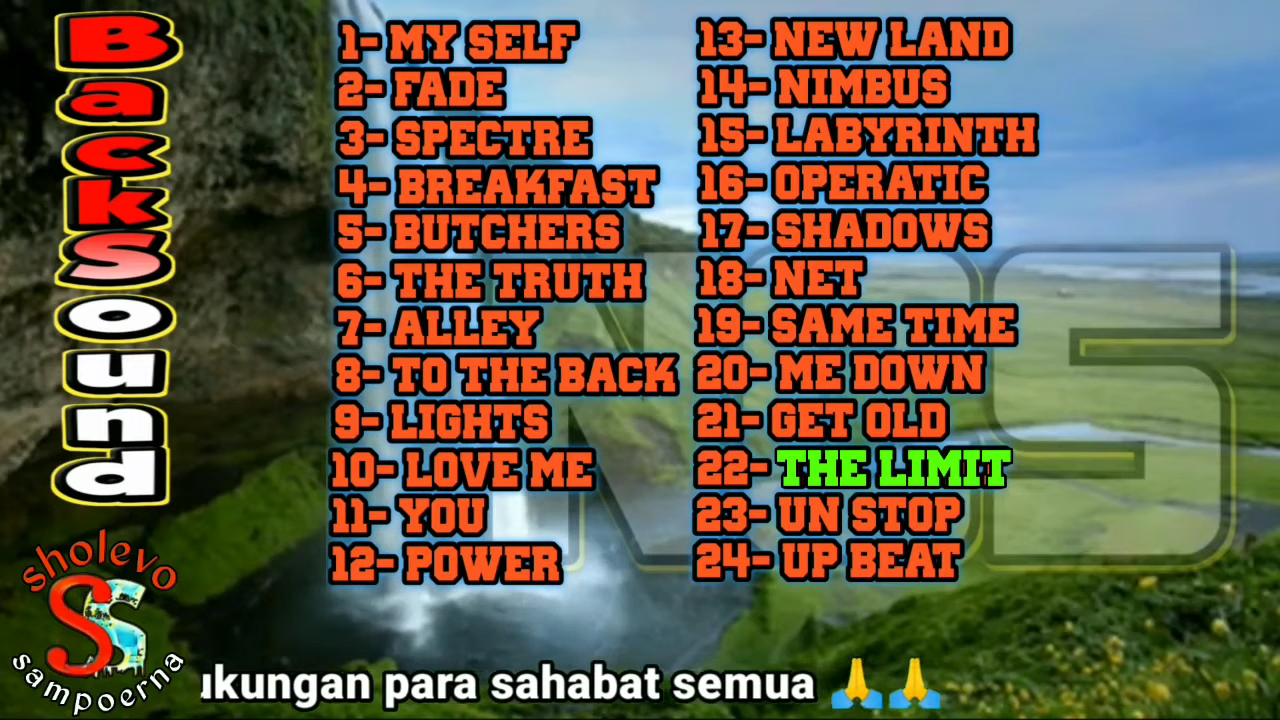 Backsound
1- MY SELF
2- FADE
3- SPECTRE
4- BREAKFAST
5- BUTCHERS
6- THE TRUTH
7- ALLEY
8- TO THE BACK
9- LIGHTS
10- LOVE ME
11- YOU
12- POWER
13- NEW LAND
14- NIMBUS
15- LABYRINTH
16- OPERATIC
17- SHADOWS
18- NET
19- SAME TIME
20- ME DOWN
21- GET OLD
22- THE LIMIT
23- UN STOP
24- UP BEAT
sholevo
SS
sampoerna
ukungan para sahabat semua 🙏🙏